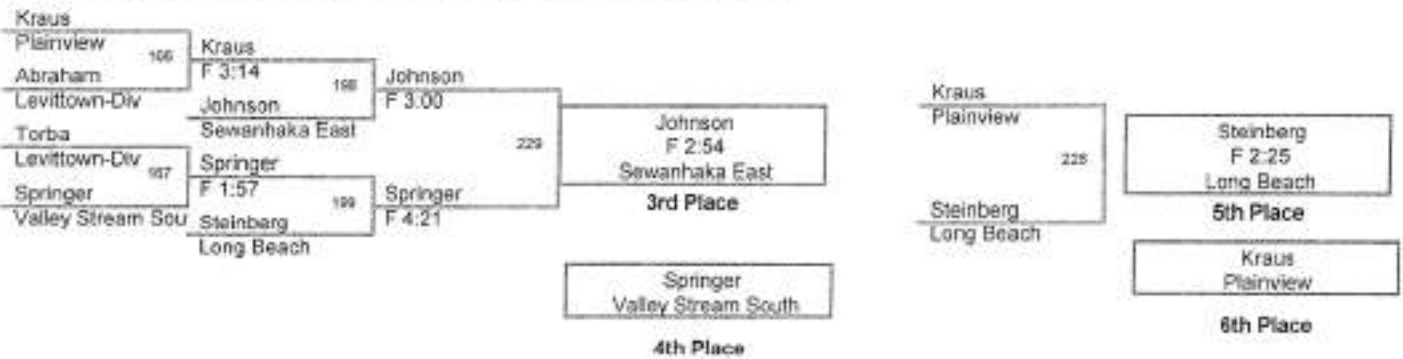 Kraus
Plainview
166
Abraham
Levittown-Div
Torba
Levittown-Div
167
Springer
Valley Stream Sou
Kraus
F 3:14
198
Johnson
Sewanhaka East
Springer
F 1:57
199
Steinberg
Long Beach
Johnson
F 3:00
229
Springer
F 4:21
Johnson
F 2:54
Sewanhaka East
3rd Place
Springer
Valley Stream South
4th Place
Kraus
Plainview
228
Steinberg
Long Beach
Steinberg
F 2:25
Long Beach
5th Place
Kraus
Plainview
6th Place